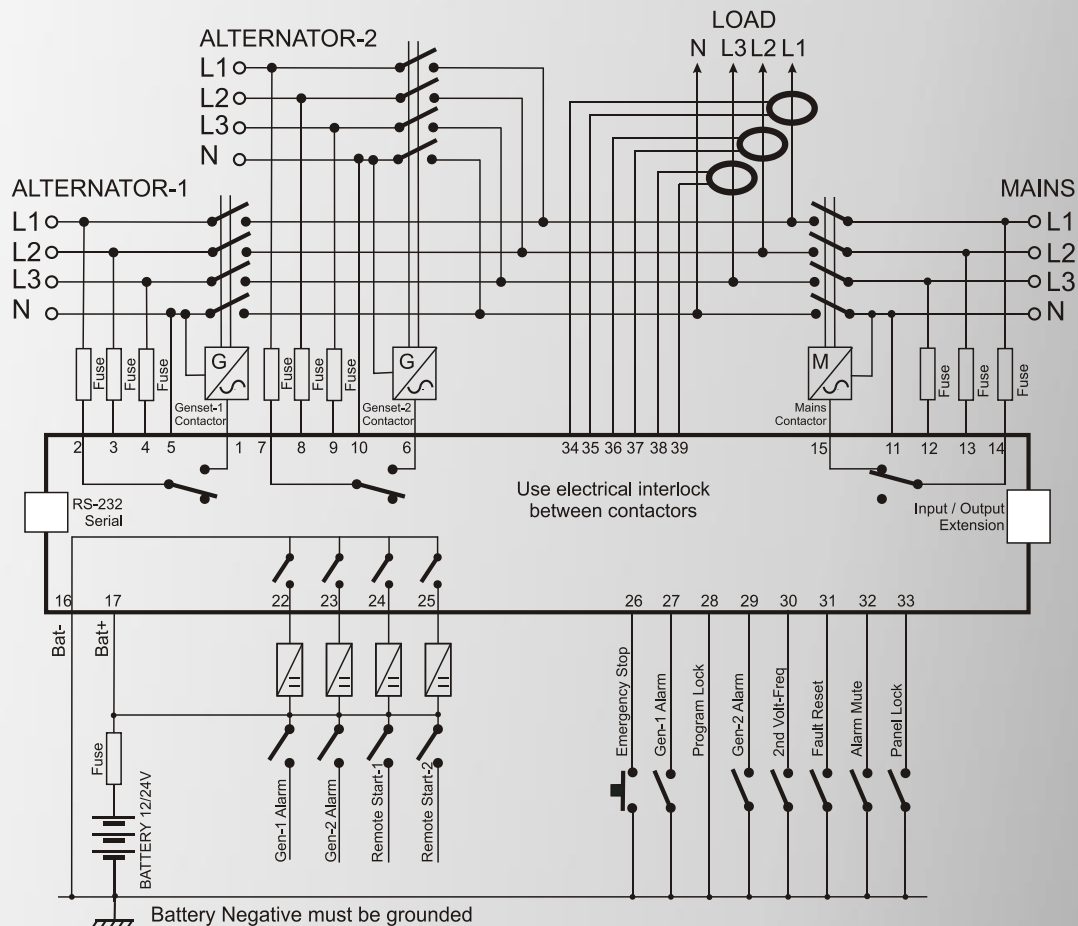 LOAD
N L3 L2 L1
ALTERNATOR-2
L1
L2
L3
N
ALTERNATOR-1
L1
L2
L3
N
MAINS
L1
L2
L3
N
Fuse
Fuse
Fuse
G
Genset-1
Contactor
Fuse
Fuse
Fuse
G
Genset-2
Contactor
M
Mains
Contactor
Fuse
Fuse
Fuse
2 3 4 5 1 7 8 9 10 6 34 35 36 37 38 39 15 11 12 13 14
RS-232
Serial
Use electrical interlock
between contactors
Input / Output
Extension
16 17 22 23 24 25 26 27 28 29 30 31 32 33
Bat-
Bat+
Fuse
BATTERY 12/24V
Gen-1 Alarm
Gen-2 Alarm
Remote Start-1
Remote Start-2
Emergency Stop
Gen-1 Alarm
Program Lock
Gen-2 Alarm
2nd Volt-Freq
Fault Reset
Alarm Mute
Panel Lock
Battery Negative must be grounded